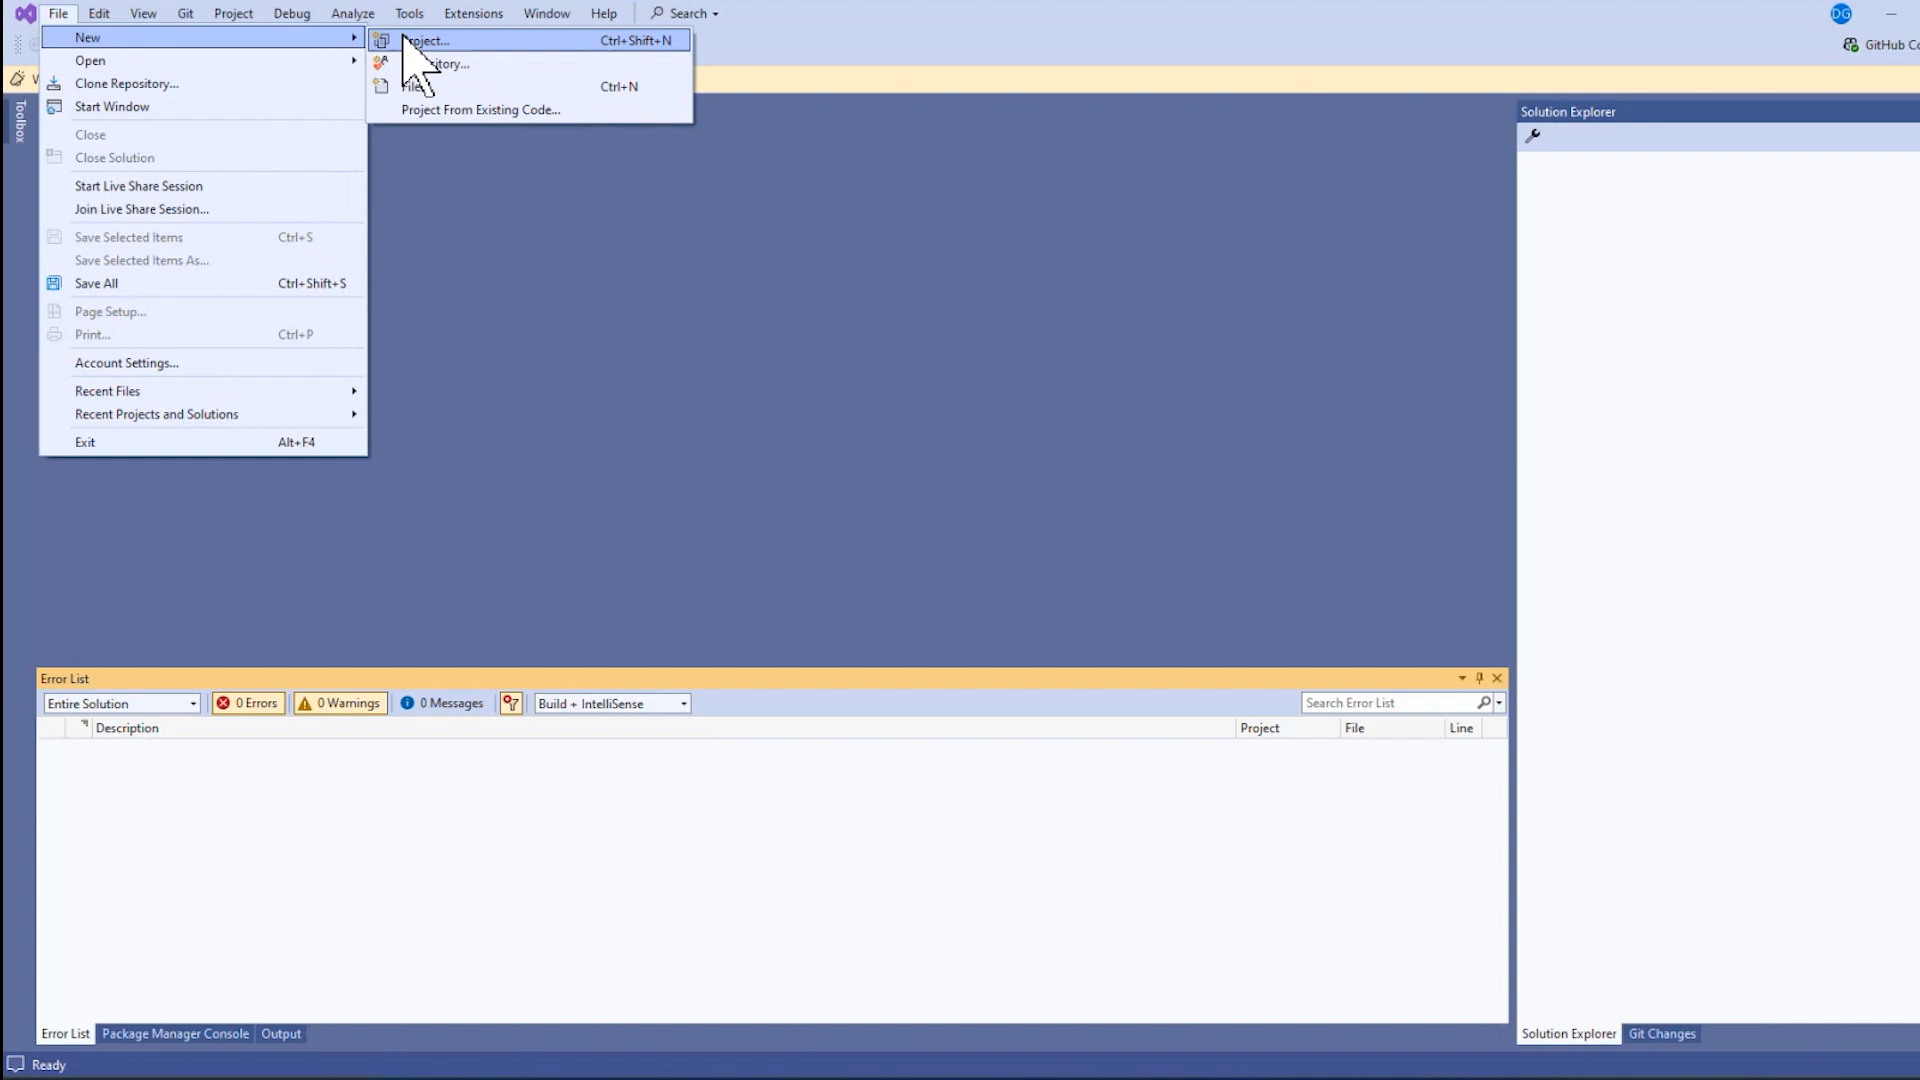 File Edit View Git Project Debug Analyze Tools Extensions Window Help Search
DG
New
Project... Ctrl+Shift+N
GitHub Co
Open
Clone Repository...
File Ctrl+N
Start Window
Project From Existing Code...
Toolbox
Close
Close Solution
Start Live Share Session
Join Live Share Session...
Save Selected Items Ctrl+S
Save Selected Items As...
Save All Ctrl+Shift+S
Page Setup...
Print... Ctrl+P
Account Settings...
Recent Files
Recent Projects and Solutions
Exit Alt+F4
Solution Explorer
Error List
Entire Solution 0 Errors 0 Warnings 0 Messages Build + IntelliSense Search Error List
Description Project File Line
Error List Package Manager Console Output
Solution Explorer Git Changes
Ready